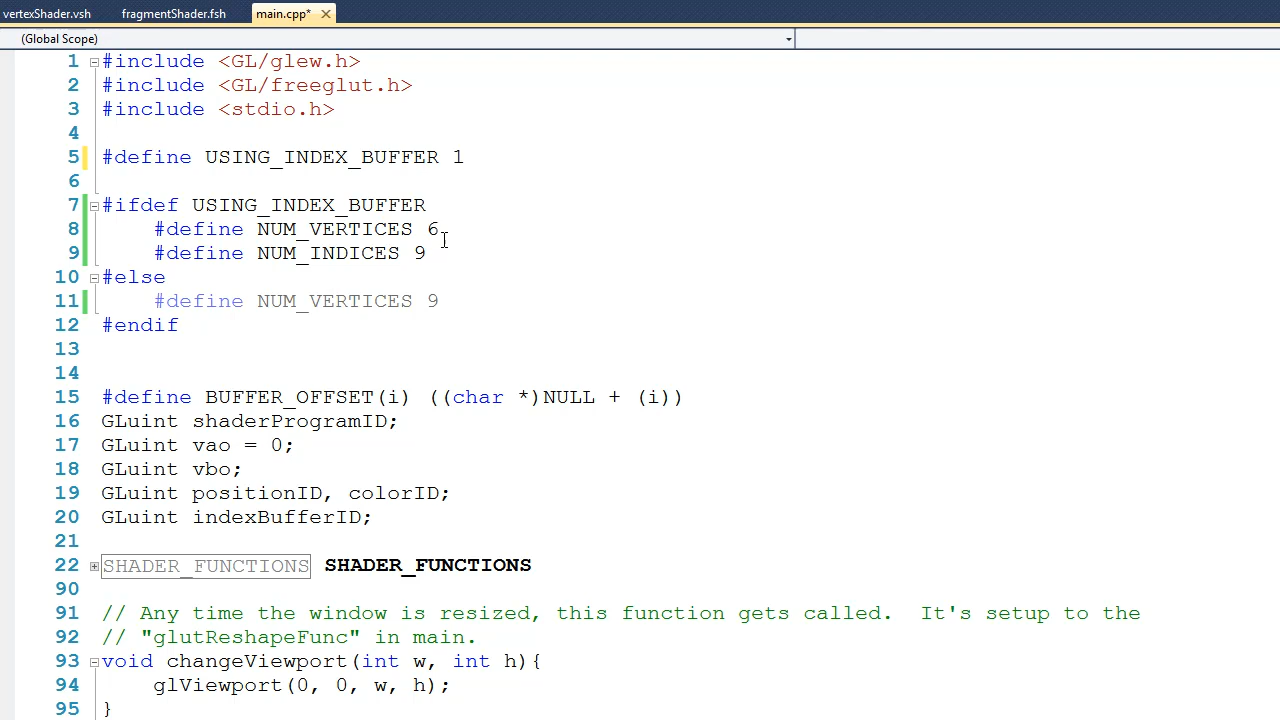 vertexShader.vsh fragmentShader.fsh main.cpp*
(Global Scope)
1 #include <GL/glew.h>
2 #include <GL/freeglut.h>
3 #include <stdio.h>
4
5 #define USING_INDEX_BUFFER 1
6
7 #ifdef USING_INDEX_BUFFER
8 #define NUM_VERTICES 6
9 #define NUM_INDICES 9
10 #else
11 #define NUM_VERTICES 9
12 #endif
13
14
15 #define BUFFER_OFFSET(i) ((char *)NULL + (i))
16 GLuint shaderProgramID;
17 GLuint vao = 0;
18 GLuint vbo;
19 GLuint positionID, colorID;
20 GLuint indexBufferID;
21
22 SHADER_FUNCTIONS SHADER_FUNCTIONS
90
91 // Any time the window is resized, this function gets called.  It's setup to the
92 // "glutReshapeFunc" in main.
93 void changeViewport(int w, int h){
94 glViewport(0, 0, w, h);
95 }